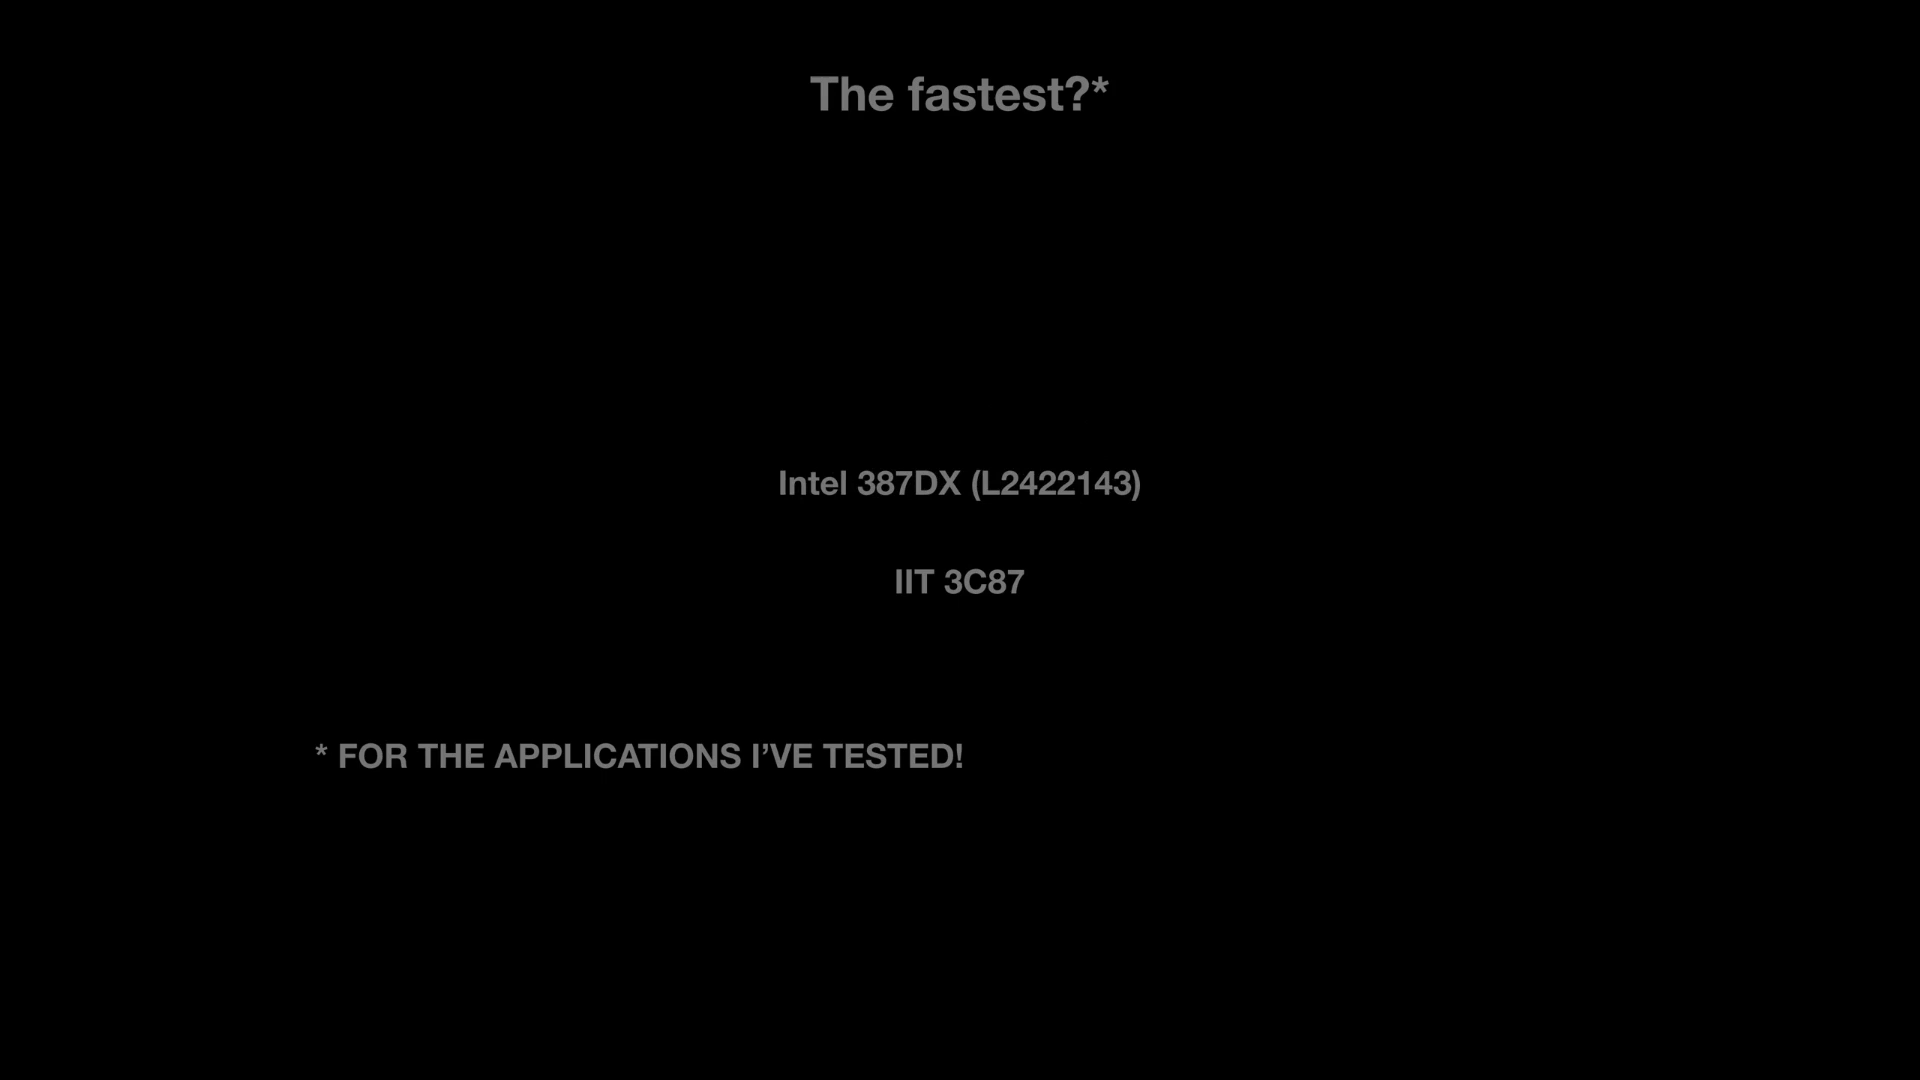 The fastest?*
Intel 387DX (L2422143)
IIT 3C87
* FOR THE APPLICATIONS I’VE TESTED!